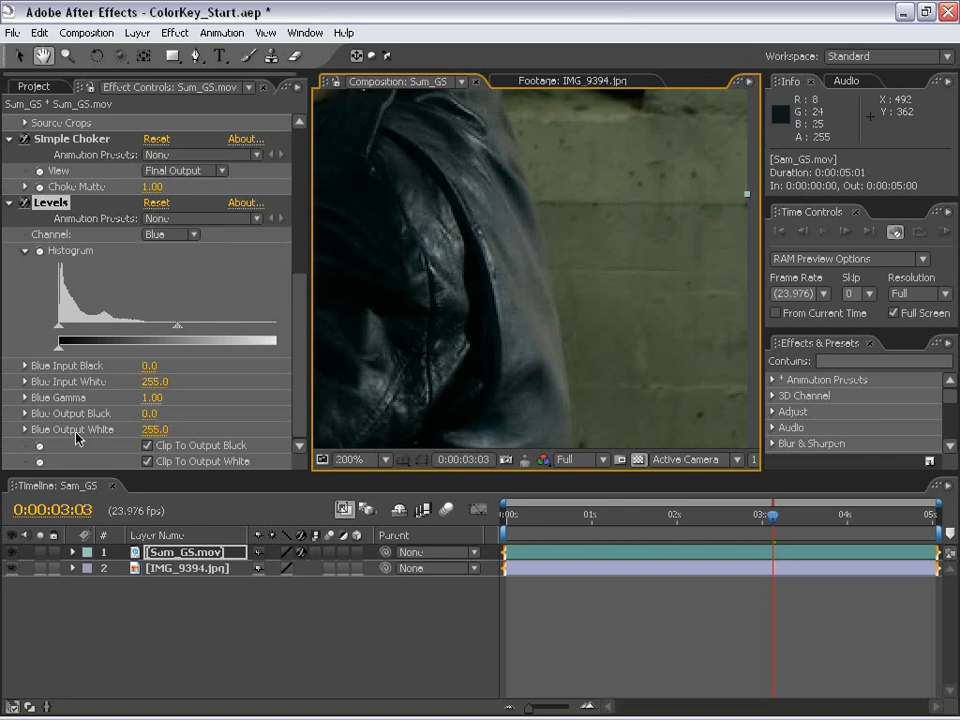 Adobe After Effects - ColorKey_Start.aep *
File Edit Composition Layer Effect Animation View Window Help
Workspace: Standard
Project Effect Controls: Sam_GS.mov
Composition: Sam_GS Footage: IMG_9394.jpg
Info Audio
Sam_GS * Sam_GS.mov
Source Crops
Simple Choker Reset About...
Animation Presets: None
View Final Output
Choke Matte 1.00
Levels Reset About...
Animation Presets: None
Channel: Blue
Histogram
Blue Input Black 0.0
Blue Input White 255.0
Blue Gamma 1.00
Blue Output Black 0.0
Blue Output White 255.0
Clip To Output Black
Clip To Output White
200% 0:00:03:03 Full Active Camera 1
R: 8 X: 492
G: 24 Y: 362
B: 25
A: 255
[Sam_GS.mov]
Duration: 0:00:05:01
In: 0:00:00:00, Out: 0:00:05:00
Time Controls
RAM Preview Options
Frame Rate Skip Resolution
(23.976) 0 Full
From Current Time Full Screen
Effects & Presets
Contains:
* Animation Presets
3D Channel
Adjust
Audio
Blur & Sharpen
Timeline: Sam_GS
0:00:03:03 (23.976 fps)
:00s 01s 02s 03s 04s 05s
# Layer Name Parent
1 [Sam_GS.mov] None
2 [IMG_9394.jpg] None